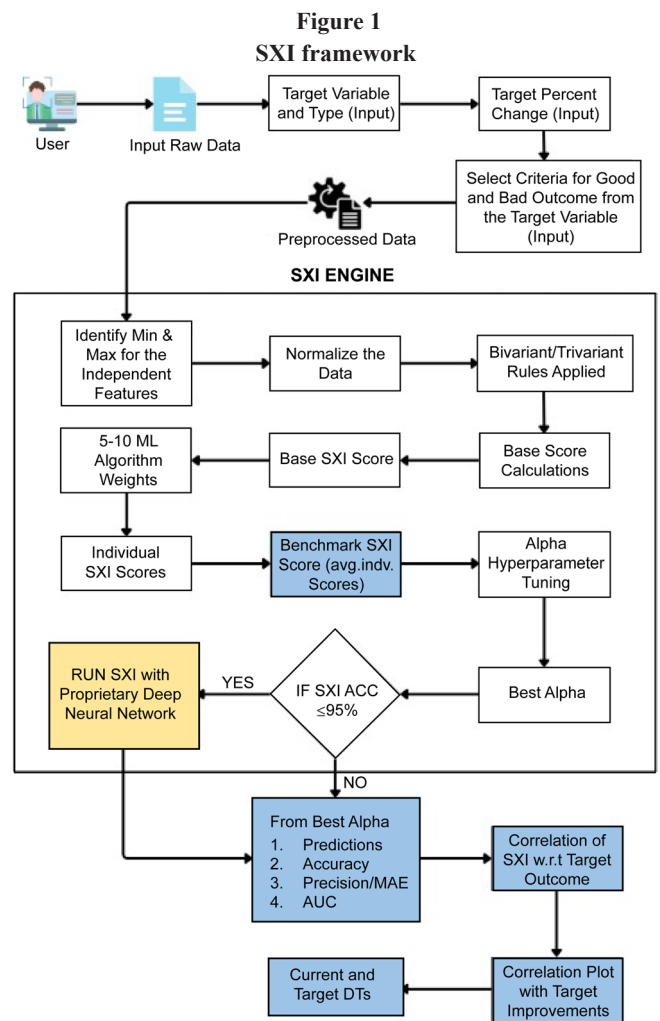 Figure 1
SXI framework
User
Input Raw Data
Target Variable
and Type (Input)
Target Percent
Change (Input)
Select Criteria for Good
and Bad Outcome from
the Target Variable
(Input)
Preprocessed Data
SXI ENGINE
Identify Min &
Max for the
Independent
Features
Normalize the
Data
Bivariant/Trivariant
Rules Applied
Base Score
Calculations
Base SXI Score
5-10 ML
Algorithm
Weights
Individual
SXI Scores
Benchmark SXI
Score (avg.indv.
Scores)
Alpha
Hyperparameter
Tuning
Best Alpha
IF SXI ACC
≤95%
YES
RUN SXI with
Proprietary Deep
Neural Network
NO
From Best Alpha
1. Predictions
2. Accuracy
3. Precision/MAE
4. AUC
Correlation of
SXI w.r.t Target
Outcome
Correlation Plot
with Target
Improvements
Current and
Target DTs